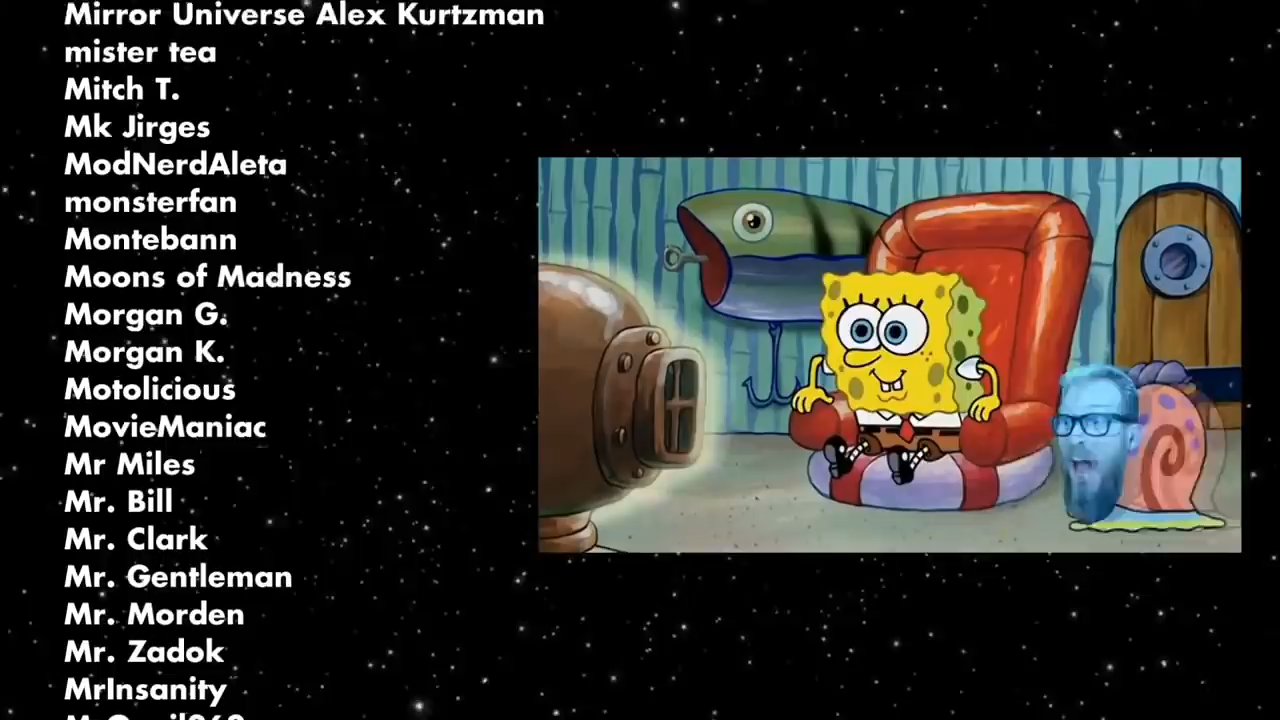 Mirror Universe Alex Kurtzman
mister tea
Mitch T.
Mk Jirges
ModNerdAleta
monsterfan
Montebann
Moons of Madness
Morgan G.
Morgan K.
Motolicious
MovieManiac
Mr Miles
Mr. Bill
Mr. Clark
Mr. Gentleman
Mr. Morden
Mr. Zadok
MrInsanity